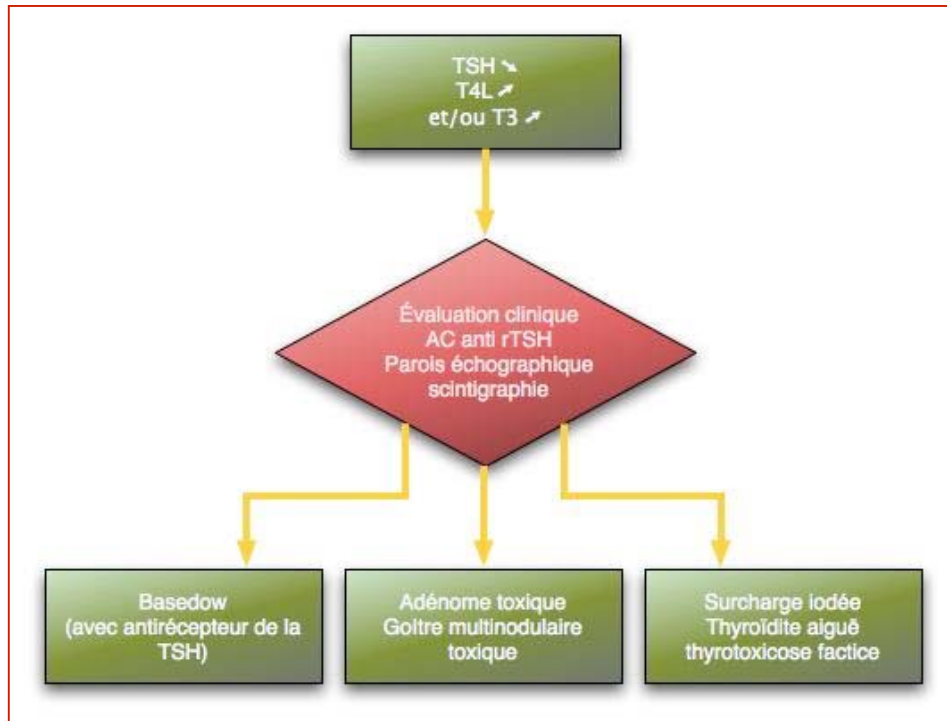 TSH ➘
T4L ➚
et/ou T3 ➚
Évaluation clinique
AC anti rTSH
Parois échographique
scintigraphie
Basedow
(avec antirécepteur de la
TSH)
Adénome toxique
Goître multinodulaire
toxique
Surcharge iodée
Thyroïdite aiguë
thyrotoxicose factice